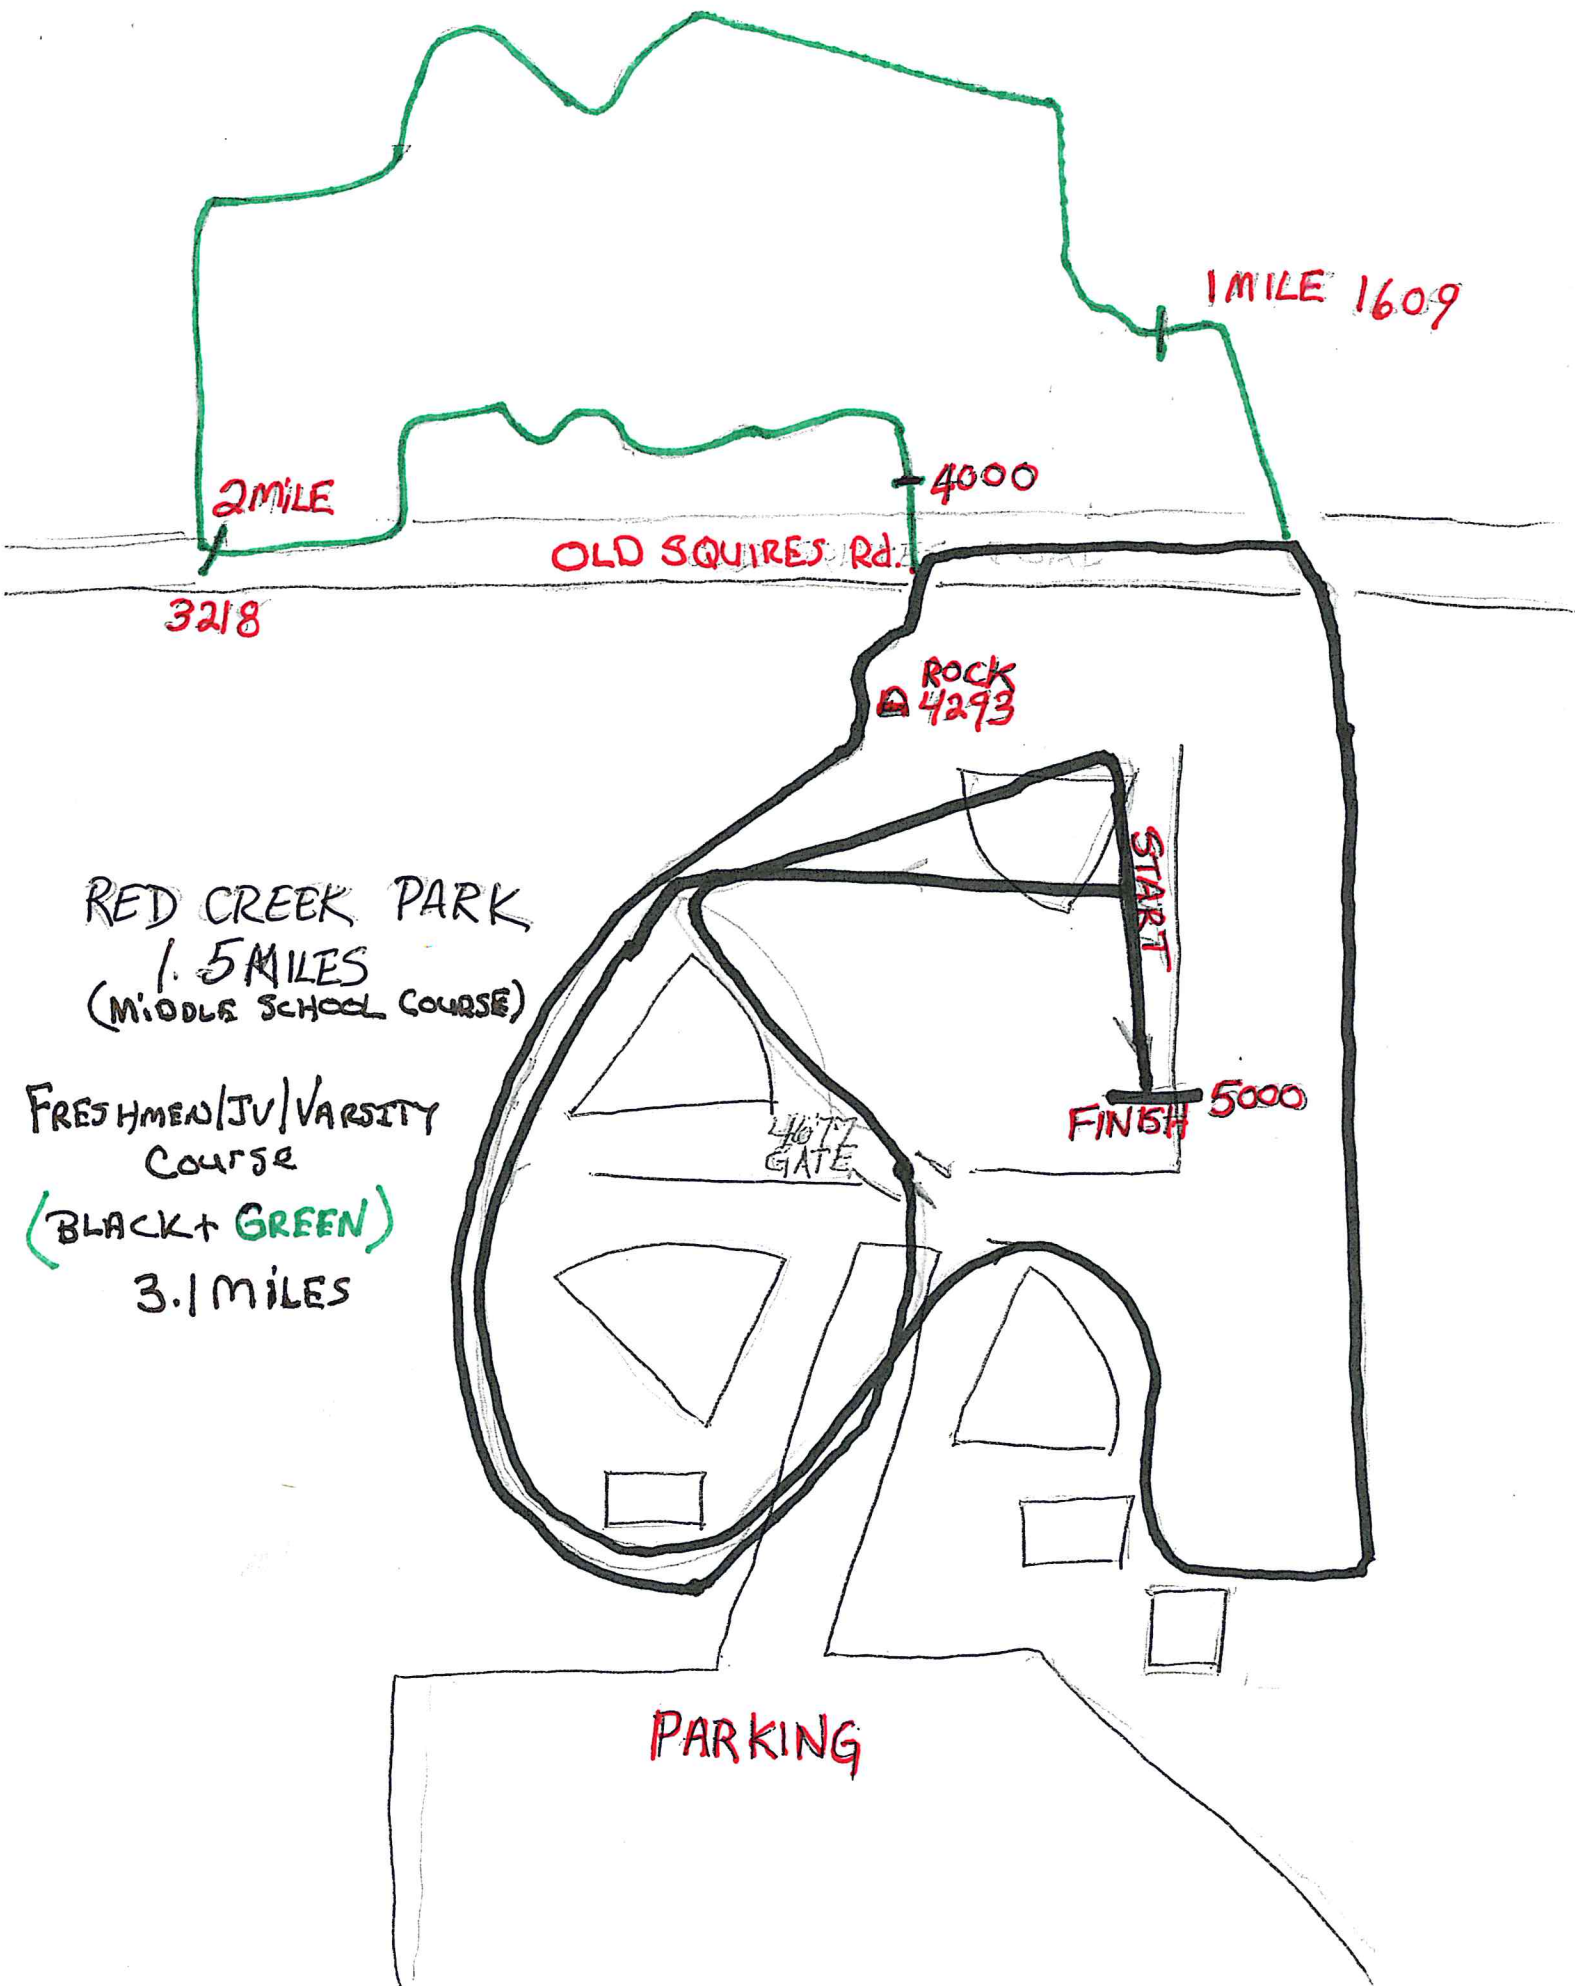 1 MILE 1609
2 MILE
4000
OLD SQUIRES Rd.
3218
ROCK
4293
START
RED CREEK PARK
1.5 MILES
(MIDDLE SCHOOL COURSE)
5000
FINISH
FRESHMEN/JV/VARSITY
Course
(BLACK + GREEN)
3.1 MILES
4677
GATE
PARKING